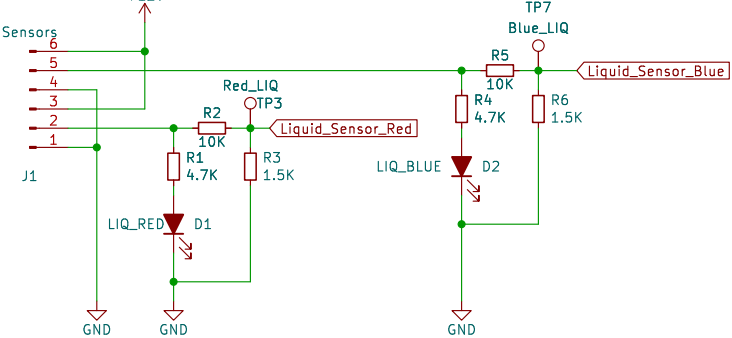 TP7
Blue_LIQ
Sensors
6
5
4
3
2
1
J1
R5
10K
Liquid_Sensor_Blue
R4
4.7K
R6
1.5K
Red_LIQ
TP3
R2
10K
Liquid_Sensor_Red
R1
4.7K
R3
1.5K
LIQ_BLUE
D2
LIQ_RED
D1
GND
GND
GND